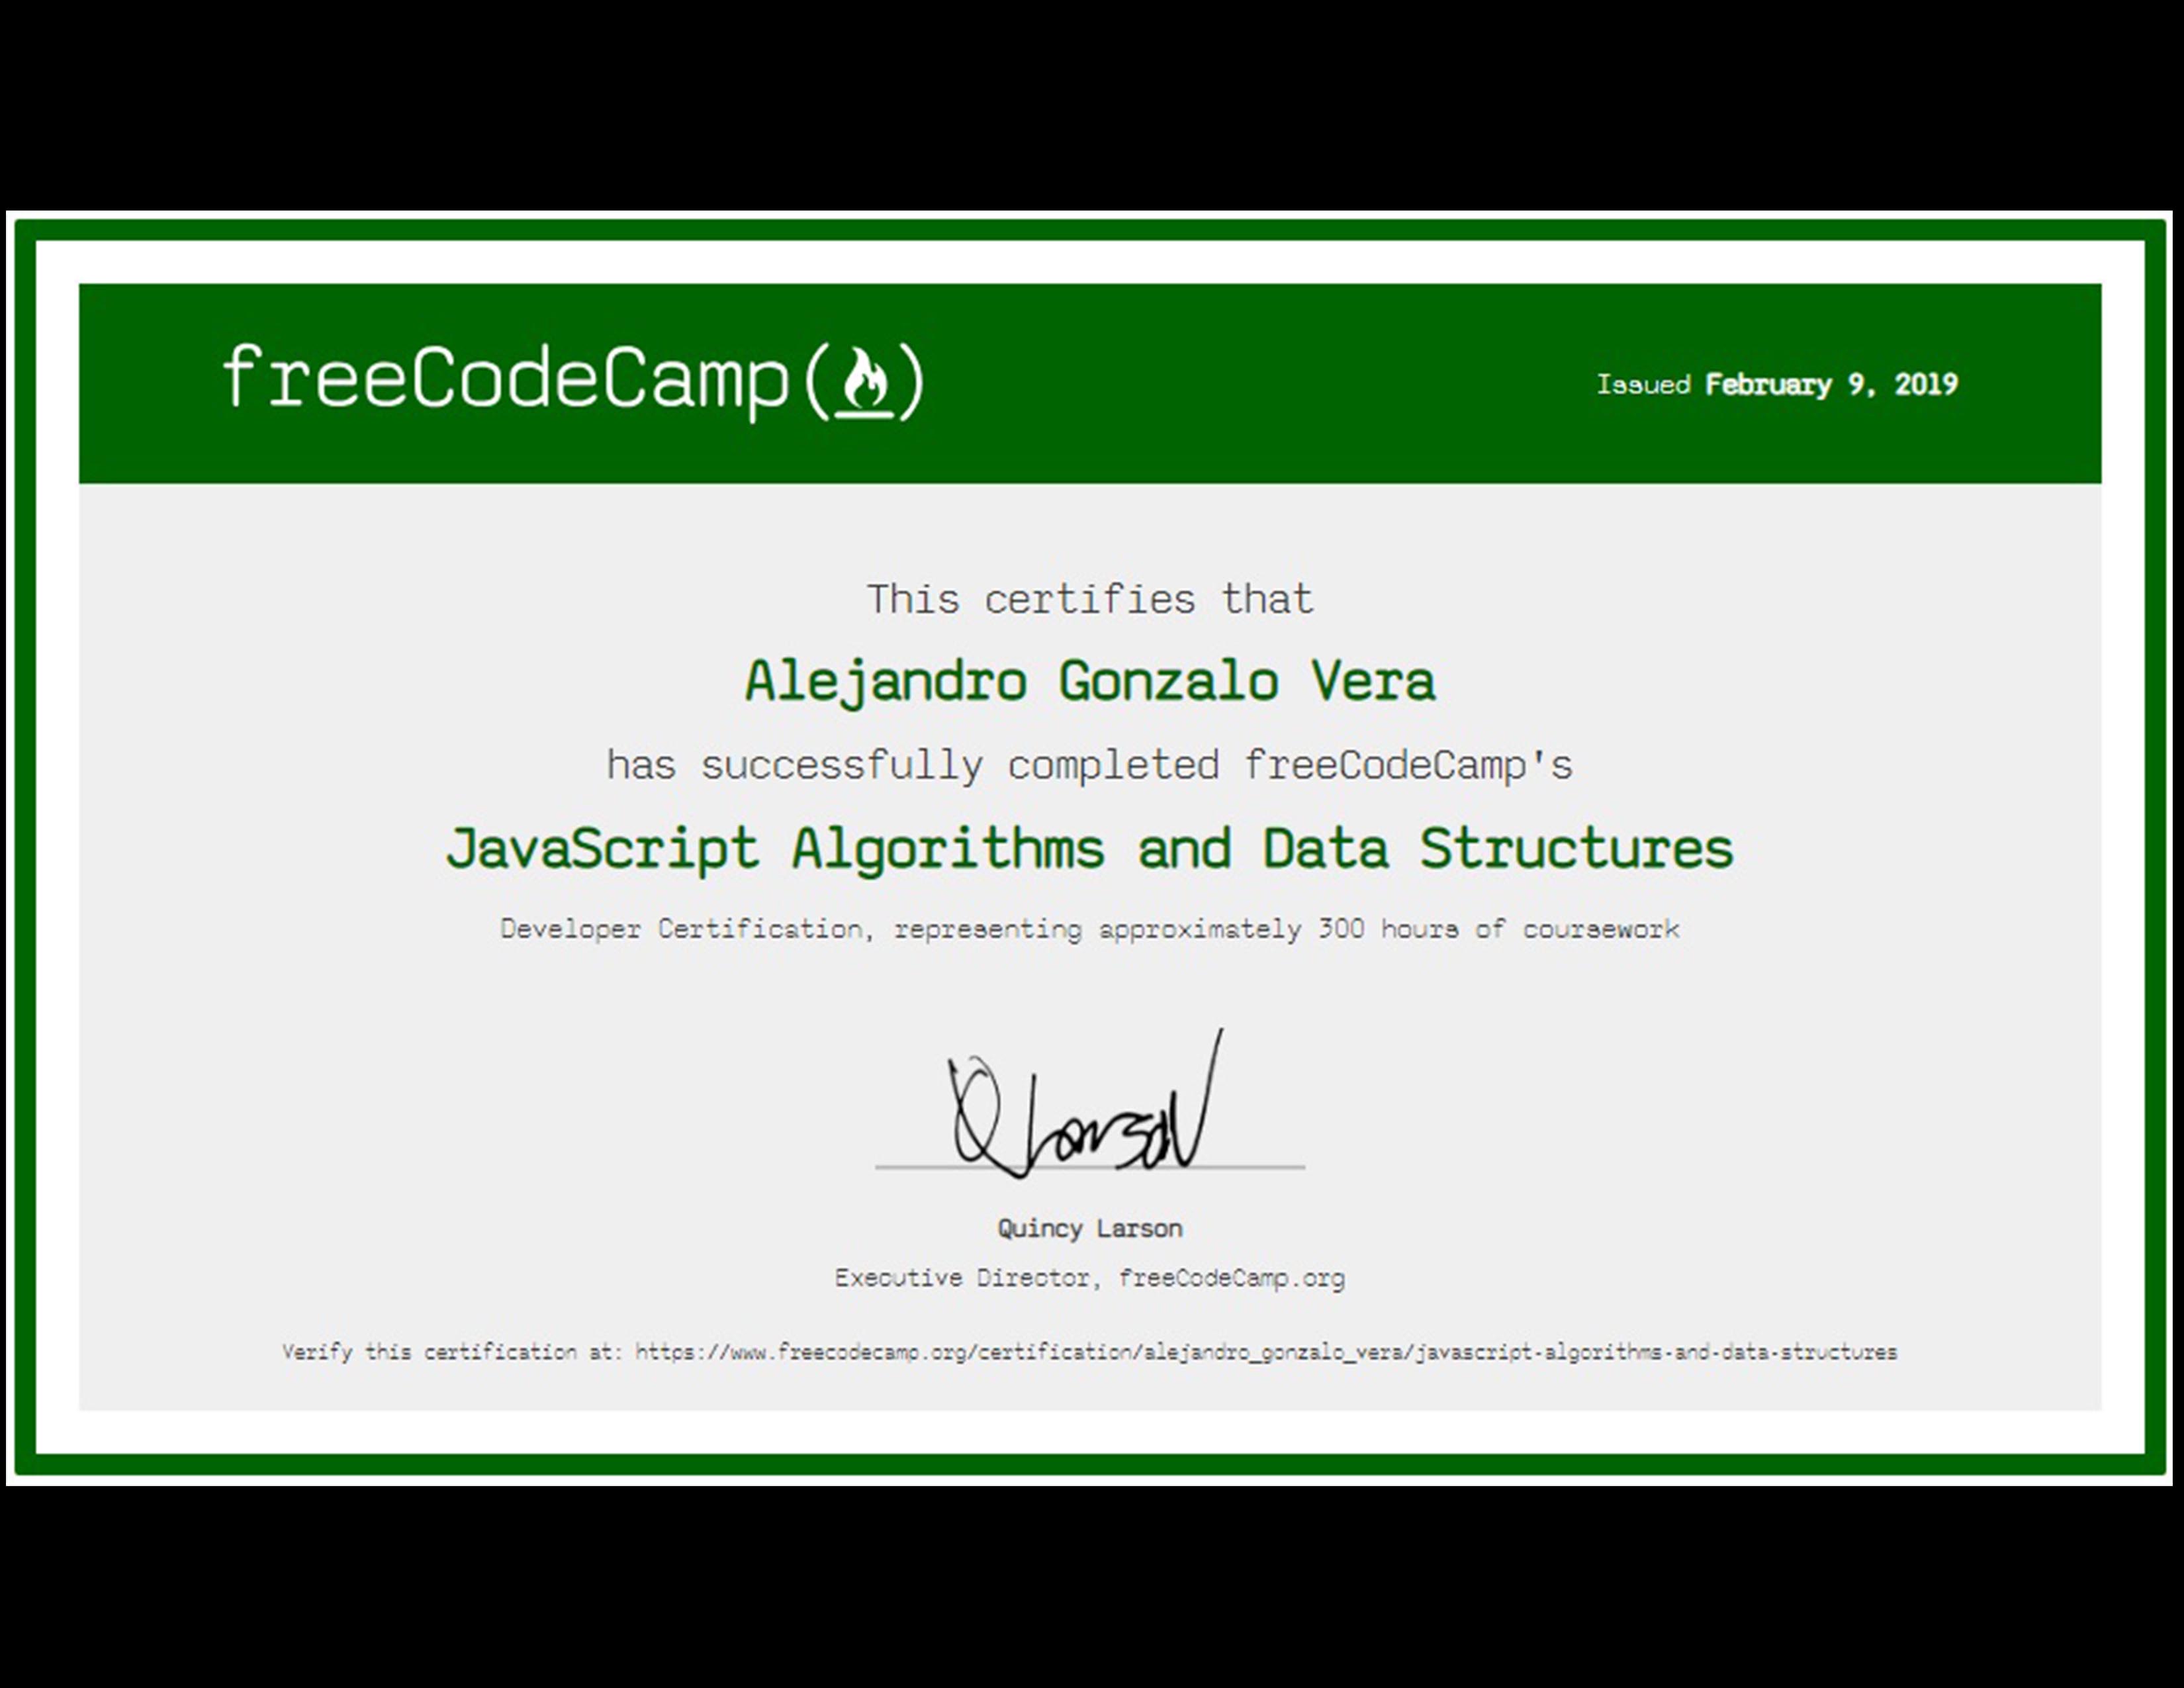 freeCodeCamp(🔥)
Issued February 9, 2019
This certifies that
Alejandro Gonzalo Vera
has successfully completed freeCodeCamp's
JavaScript Algorithms and Data Structures
Developer Certification, representing approximately 300 hours of coursework
Q Larson
Quincy Larson
Executive Director, freeCodeCamp.org
Verify this certification at: https://www.freecodecamp.org/certification/alejandro_gonzalo_vera/javascript-algorithms-and-data-structures